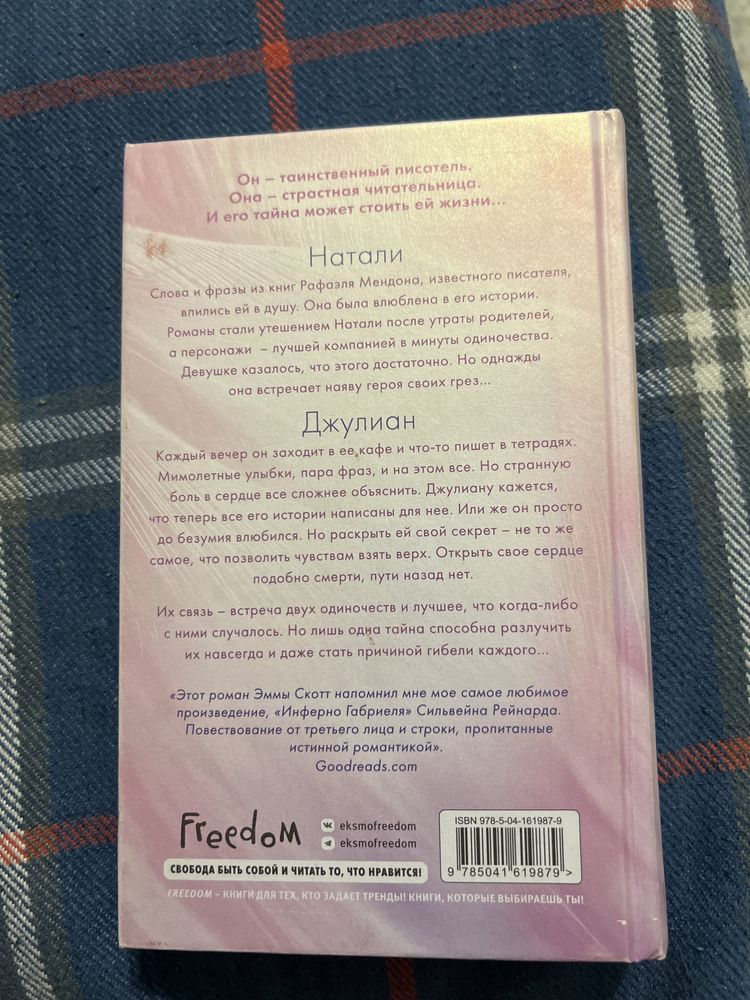 Он – таинственный писатель.
Она – страстная читательница.
И его тайна может стоить ей жизни...
Натали
Слова и фразы из книг Рафаэля Мендона, известного писателя,
впились ей в душу. Она была влюблена в его истории.
Романы стали утешением Натали после утраты родителей,
а персонажи – лучшей компанией в минуты одиночества.
Девушке казалось, что этого достаточно. Но однажды
она встречает наяву героя своих грез...
Джулиан
Каждый вечер он заходит в ее кафе и что-то пишет в тетрадях.
Мимолетные улыбки, пара фраз, и на этом все. Но странную
боль в сердце все сложнее объяснить. Джулиану кажется,
что теперь все его истории написаны для нее. Или же он просто
до безумия влюбился. Но раскрыть ей свой секрет – не то же
самое, что позволить чувствам взять верх. Открыть свое сердце
подобно смерти, пути назад нет.
Их связь – встреча двух одиночеств и лучшее, что когда-либо
с ними случалось. Но лишь одна тайна способна разлучить
их навсегда и даже стать причиной гибели каждого...
«Этот роман Эммы Скотт напомнил мне мое самое любимое
произведение, «Инферно Габриеля» Сильвейна Рейнарда.
Повествование от третьего лица и строки, пропитанные
истинной романтикой».
Goodreads.com
Freedom
eksmofreedom
eksmofreedom
СВОБОДА БЫТЬ СОБОЙ И ЧИТАТЬ ТО, ЧТО НРАВИТСЯ!
FREEDOM – КНИГИ ДЛЯ ТЕХ, КТО ЗАДАЕТ ТРЕНДЫ! КНИГИ, КОТОРЫЕ ВЫБИРАЕШЬ ТЫ!
ISBN 978-5-04-161987-9
9 785041 619879 >